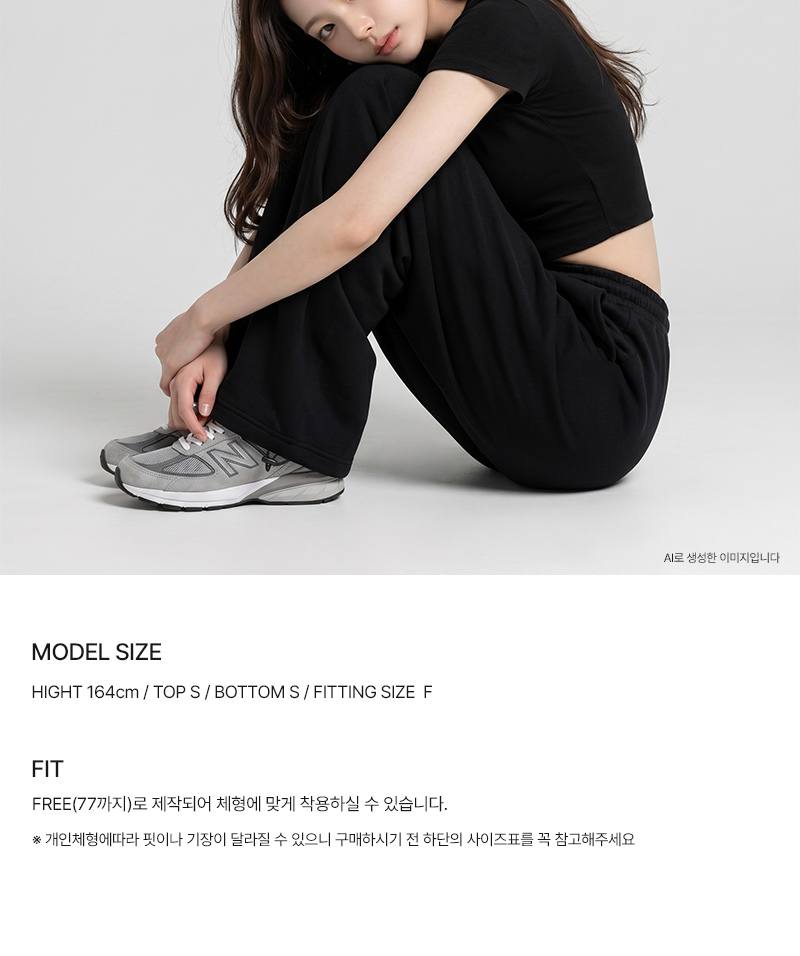 N
AI로 생성한 이미지입니다
MODEL SIZE
HIGHT 164cm / TOP S / BOTTOM S / FITTING SIZE F
FIT
FREE(77까지)로 제작되어 체형에 맞게 착용하실 수 있습니다.
※ 개인체형에따라 핏이나 기장이 달라질 수 있으니 구매하시기 전 하단의 사이즈표를 꼭 참고해주세요